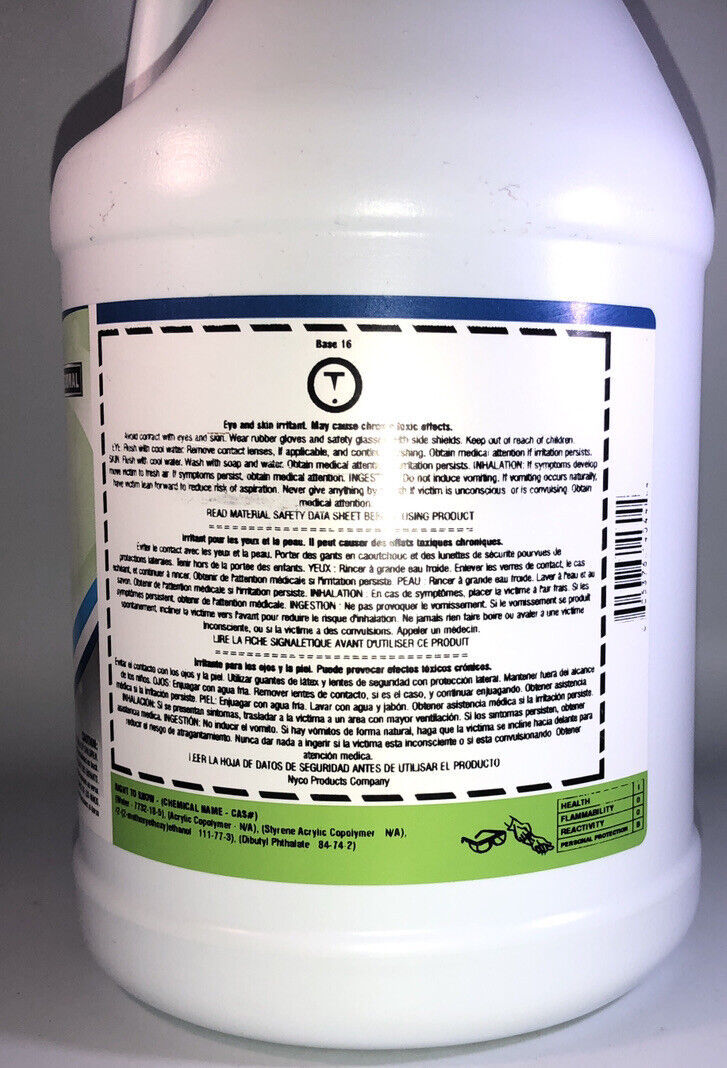 Base 16
T
Eye and skin irritant. May cause toxic effects.
Avoid contact with eyes and skin. Wear rubber gloves and safety side shields. Keep out of reach of children.
EYE: Flush with cool water. Remove contact lenses, if applicable, and Obtain medical attention if irritation persists.
SKIN: Flush with cool water. Wash with soap and water. Obtain medical persists. INHALATION: If symptoms develop
move victim to fresh air. If symptoms persist, obtain medical attention. Do not induce vomiting. If vomiting occurs naturally,
have victim lean forward to reduce risk of aspiration. Never give anything by if victim is unconscious or is convulsing. Obtain
medical attention.
READ MATERIAL SAFETY DATA SHEET USING PRODUCT
Irritant pour les yeux et la peau. Il peut causer des effets toxiques chroniques.
Eviter le contact avec les yeux et la peau. Porter des gants en caoutchouc et des lunettes de sécurite pourvues de
protections laterales. Tenir hors de la portée des enfants. YEUX : Rincer à grande eau froide. Enlever les verres de contact, le cas
échéant, et continuer à rincer. Obtenir de l'attention médicale si l'irritation persiste. PEAU : Rincer à grande eau froide. Laver à l'eau et au
savon. Obtenir de l'attention médicale si l'irritation persiste. INHALATION : En cas de symptômes, placer la victime à l'air frais. Si les
symptômes persistent, obtenir de l'attention médicale. INGESTION : Ne pas provoquer le vomissement. Si le vomissement se produit
spontanement, incliner la victime vers l'avant pour reduire le risque d'inhalation. Ne jamais rien faire boire ou avaler à une victime
inconsciente, ou si la victime a des convulsions. Appeler un medecin.
LIRE LA FICHE SIGNALETIQUE AVANT D'UTILISER CE PRODUIT
Irritante para los ojos y la piel. Puede provocar efectos tóxicos crónicos.
Evitar el contacto con los ojos y la piel. Utilizar guantes de látex y lentes de seguridad con protección lateral. Mantener fuera del alcance
de los niños. OJOS: Enjuagar con agua fría. Remover lentes de contacto, si es el caso, y continuar enjuagando. Obtener asistencia
médica si la irritación persiste. PIEL: Enjuagar con agua fría. Lavar con agua y jabón. Obtener asistencia médica si la irritación persiste.
INHALACIÓN: Si se presentan sintomas, trasladar a la victima a un area con mayor ventilación. Si los sintomas persisten, obtener
asistencia medica. INGESTIÓN: No inducir el vomito. Si hay vómitos de forma natural, haga que la victima se incline hacia delante para
reducir el riesgo de atragantamiento. Nunca dar nada a ingerir si la victima esta inconsciente o si esta convulsionando Obtener
atención medica.
LEER LA HOJA DE DATOS DE SEGURIDAD ANTES DE UTILISAR EL PRODUCTO
Nyco Products Company
RIGHT TO KNOW - (CHEMICAL NAME - CAS#)
(Water - 7732-18-5), (Acrylic Copolymer - N/A), (Styrene Acrylic Copolymer N/A),
-2-(2-methoxyethoxy)ethanol 111-77-3), (Dibutyl Phthalate 84-74-2)
HEALTH 1
FLAMMABILITY 0
REACTIVITY 0
PERSONAL PROTECTION B